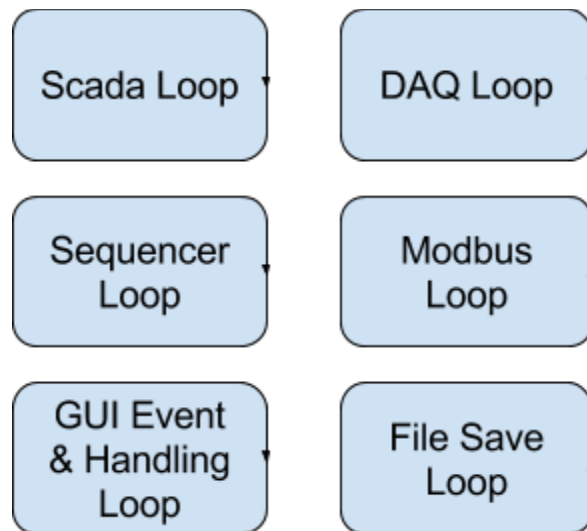 Scada Loop
DAQ Loop
Sequencer
Loop
Modbus
Loop
GUI Event
& Handling
Loop
File Save
Loop